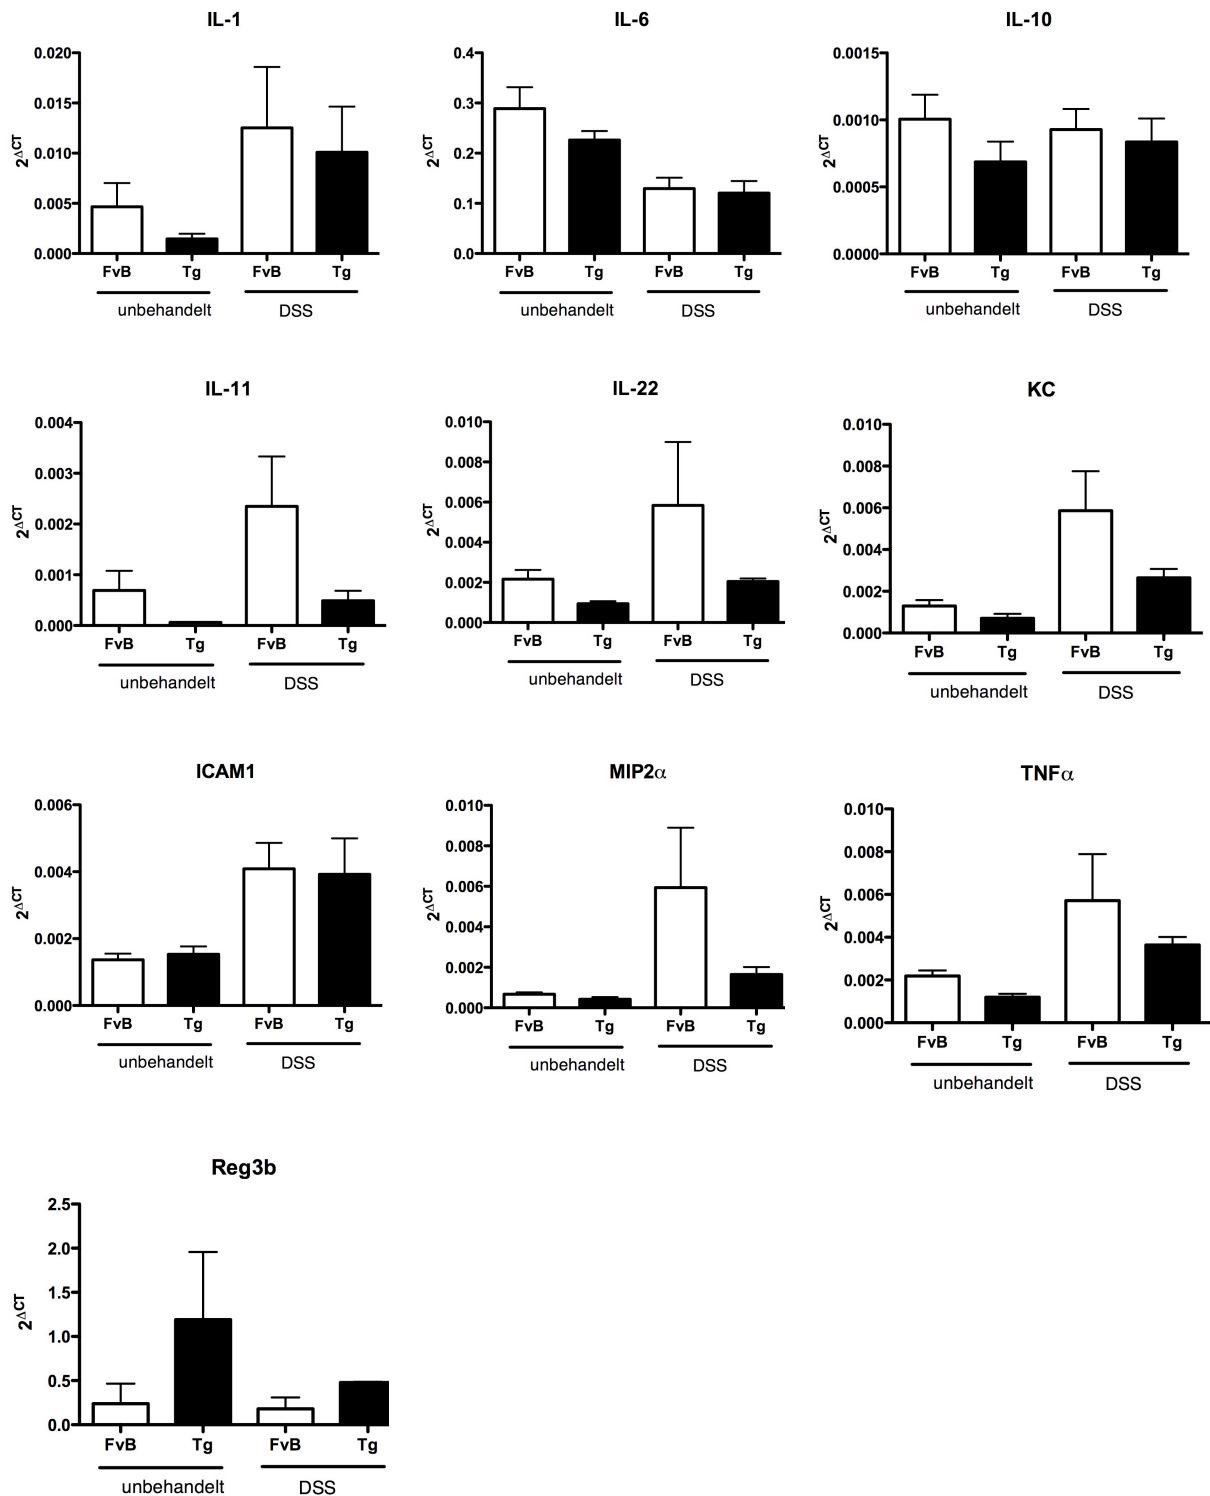 IL-1
0.020
0.015
0.010
0.005
0.000
2ΔCT
FvB Tg FvB Tg
unbehandelt DSS
IL-6
0.4
0.3
0.2
0.1
0.0
2ΔCT
FvB Tg FvB Tg
unbehandelt DSS
IL-10
0.0015
0.0010
0.0005
0.0000
2ΔCT
FvB Tg FvB Tg
unbehandelt DSS
IL-11
0.004
0.003
0.002
0.001
0.000
2ΔCT
FvB Tg FvB Tg
unbehandelt DSS
IL-22
0.010
0.008
0.006
0.004
0.002
0.000
2ΔCT
FvB Tg FvB Tg
unbehandelt DSS
KC
0.010
0.008
0.006
0.004
0.002
0.000
2ΔCT
FvB Tg FvB Tg
unbehandelt DSS
ICAM1
0.006
0.004
0.002
0.000
2ΔCT
FvB Tg FvB Tg
unbehandelt DSS
MIP2α
0.010
0.008
0.006
0.004
0.002
0.000
2ΔCT
FvB Tg FvB Tg
unbehandelt DSS
TNFα
0.010
0.008
0.006
0.004
0.002
0.000
2ΔCT
FvB Tg FvB Tg
unbehandelt DSS
Reg3b
2.5
2.0
1.5
1.0
0.5
0.0
2ΔCT
FvB Tg FvB Tg
unbehandelt DSS